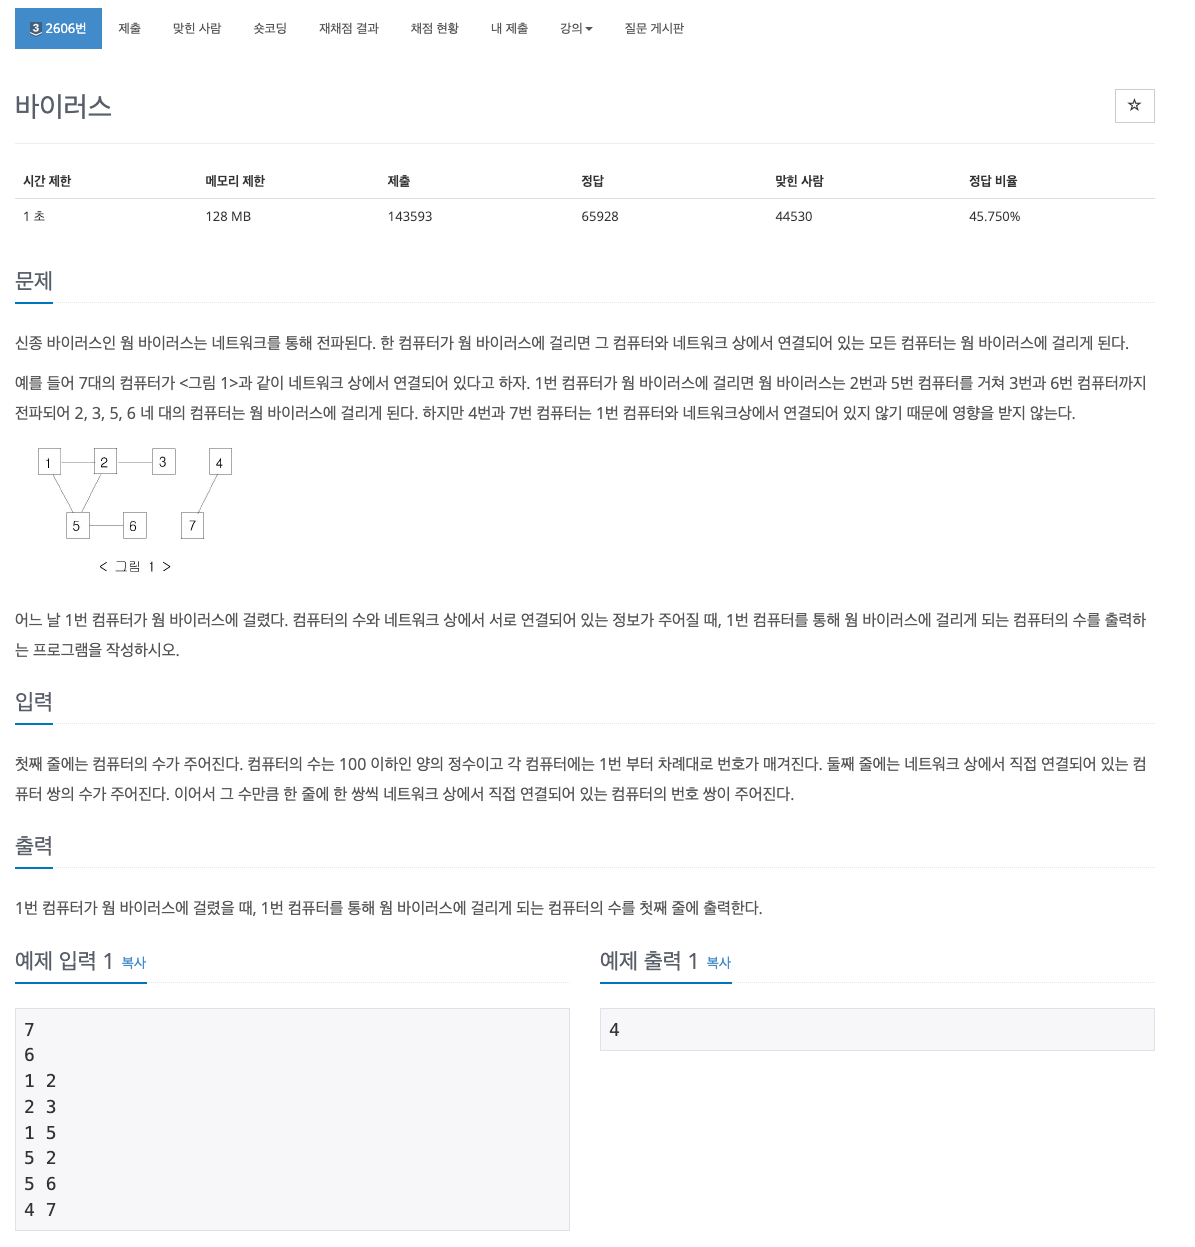 3 2606번 제출 맞힌 사람 숏코딩 재채점 결과 채점 현황 내 제출 강의 질문 게시판
바이러스
시간 제한 메모리 제한 제출 정답 맞힌 사람 정답 비율
1 초 128 MB 143593 65928 44530 45.750%
문제
신종 바이러스인 웜 바이러스는 네트워크를 통해 전파된다. 한 컴퓨터가 웜 바이러스에 걸리면 그 컴퓨터와 네트워크 상에서 연결되어 있는 모든 컴퓨터는 웜 바이러스에 걸리게 된다.
예를 들어 7대의 컴퓨터가 <그림 1>과 같이 네트워크 상에서 연결되어 있다고 하자. 1번 컴퓨터가 웜 바이러스에 걸리면 웜 바이러스는 2번과 5번 컴퓨터를 거쳐 3번과 6번 컴퓨터까지
전파되어 2, 3, 5, 6 네 대의 컴퓨터는 웜 바이러스에 걸리게 된다. 하지만 4번과 7번 컴퓨터는 1번 컴퓨터와 네트워크상에서 연결되어 있지 않기 때문에 영향을 받지 않는다.
1 2 3 4
5 6 7
< 그림 1 >
어느 날 1번 컴퓨터가 웜 바이러스에 걸렸다. 컴퓨터의 수와 네트워크 상에서 서로 연결되어 있는 정보가 주어질 때, 1번 컴퓨터를 통해 웜 바이러스에 걸리게 되는 컴퓨터의 수를 출력하
는 프로그램을 작성하시오.
입력
첫째 줄에는 컴퓨터의 수가 주어진다. 컴퓨터의 수는 100 이하인 양의 정수이고 각 컴퓨터에는 1번 부터 차례대로 번호가 매겨진다. 둘째 줄에는 네트워크 상에서 직접 연결되어 있는 컴
퓨터 쌍의 수가 주어진다. 이어서 그 수만큼 한 줄에 한 쌍씩 네트워크 상에서 직접 연결되어 있는 컴퓨터의 번호 쌍이 주어진다.
출력
1번 컴퓨터가 웜 바이러스에 걸렸을 때, 1번 컴퓨터를 통해 웜 바이러스에 걸리게 되는 컴퓨터의 수를 첫째 줄에 출력한다.
예제 입력 1 복사
7
6
1 2
2 3
1 5
5 2
5 6
4 7
예제 출력 1 복사
4